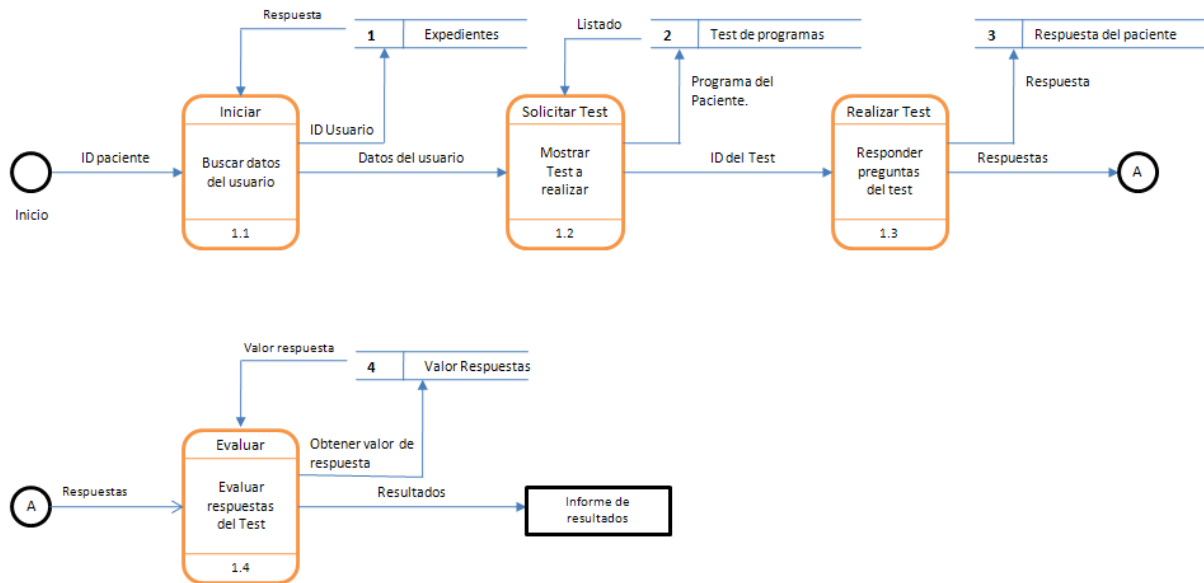 Respuesta
1 Expedientes
Listado
2 Test de programas
3 Respuesta del paciente
Programa del
Paciente.
Respuesta
Iniciar
ID Usuario
Solicitar Test
Realizar Test
ID paciente
Buscar datos
del usuario
Datos del usuario
Mostrar
Test a
realizar
ID del Test
Responder
preguntas
del test
Respuestas
A
Inicio
1.1
1.2
1.3
Valor respuesta
4 Valor Respuestas
Evaluar
Obtener valor de
respuesta
A
Respuestas
Evaluar
respuestas
del Test
Resultados
Informe de
resultados
1.4